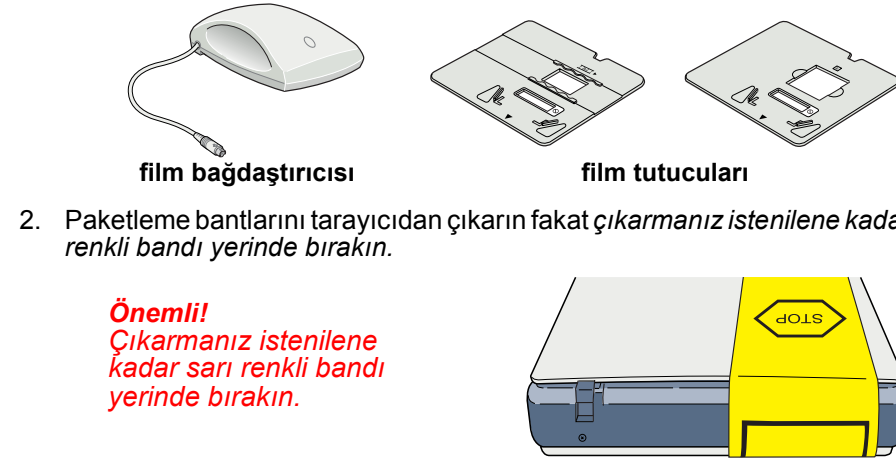 film bağdaştırıcısı
film tutucuları
2. Paketleme bantlarını tarayıcıdan çıkarın fakat çıkarmanız istenilene
renkli bandı yerinde bırakın.
Önemli!
Çıkarmanız istenilene
kadar sarı renkli bandı
yerinde bırakın.
STOP